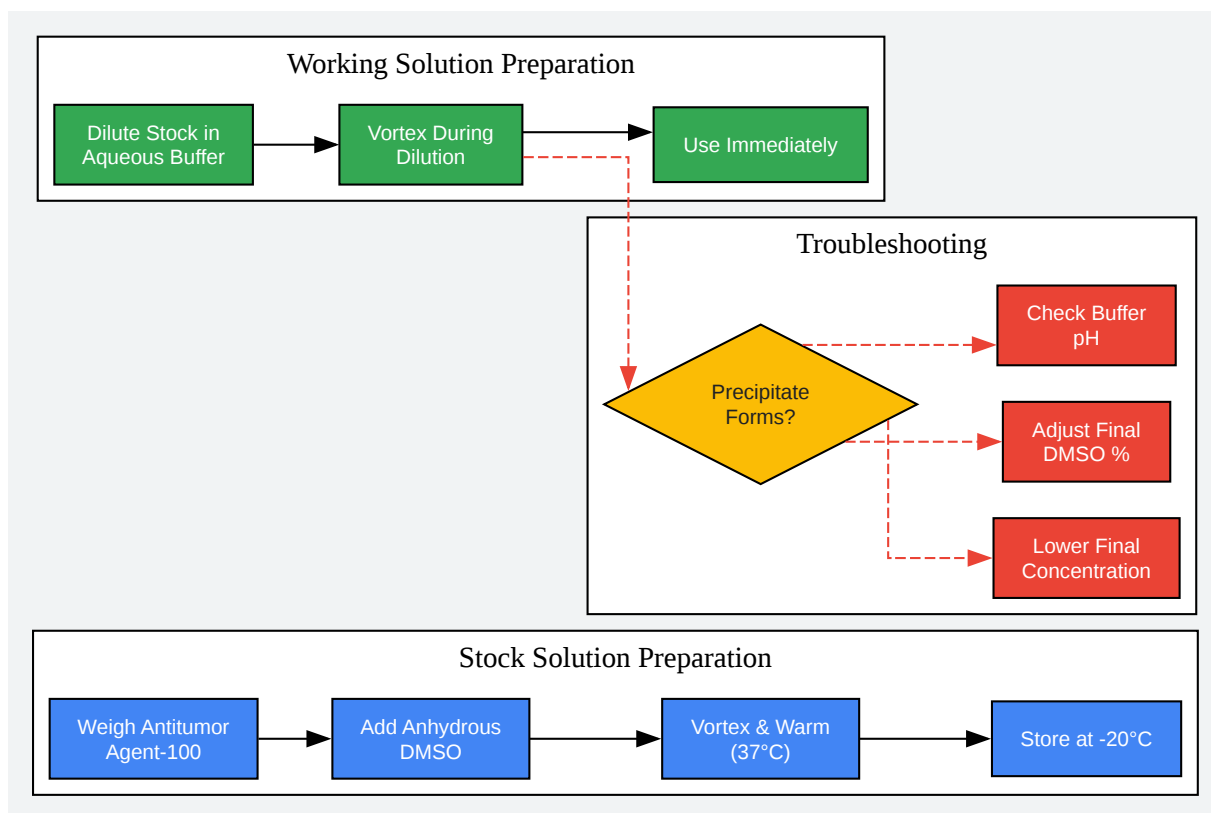 Working Solution Preparation
Dilute Stock in
Aqueous Buffer
Vortex During
Dilution
Use Immediately
Troubleshooting
Precipitate
Forms?
Check Buffer
pH
Adjust Final
DMSO %
Lower Final
Concentration
Stock Solution Preparation
Weigh Antitumor
Agent-100
Add Anhydrous
DMSO
Vortex & Warm
(37°C)
Store at -20°C